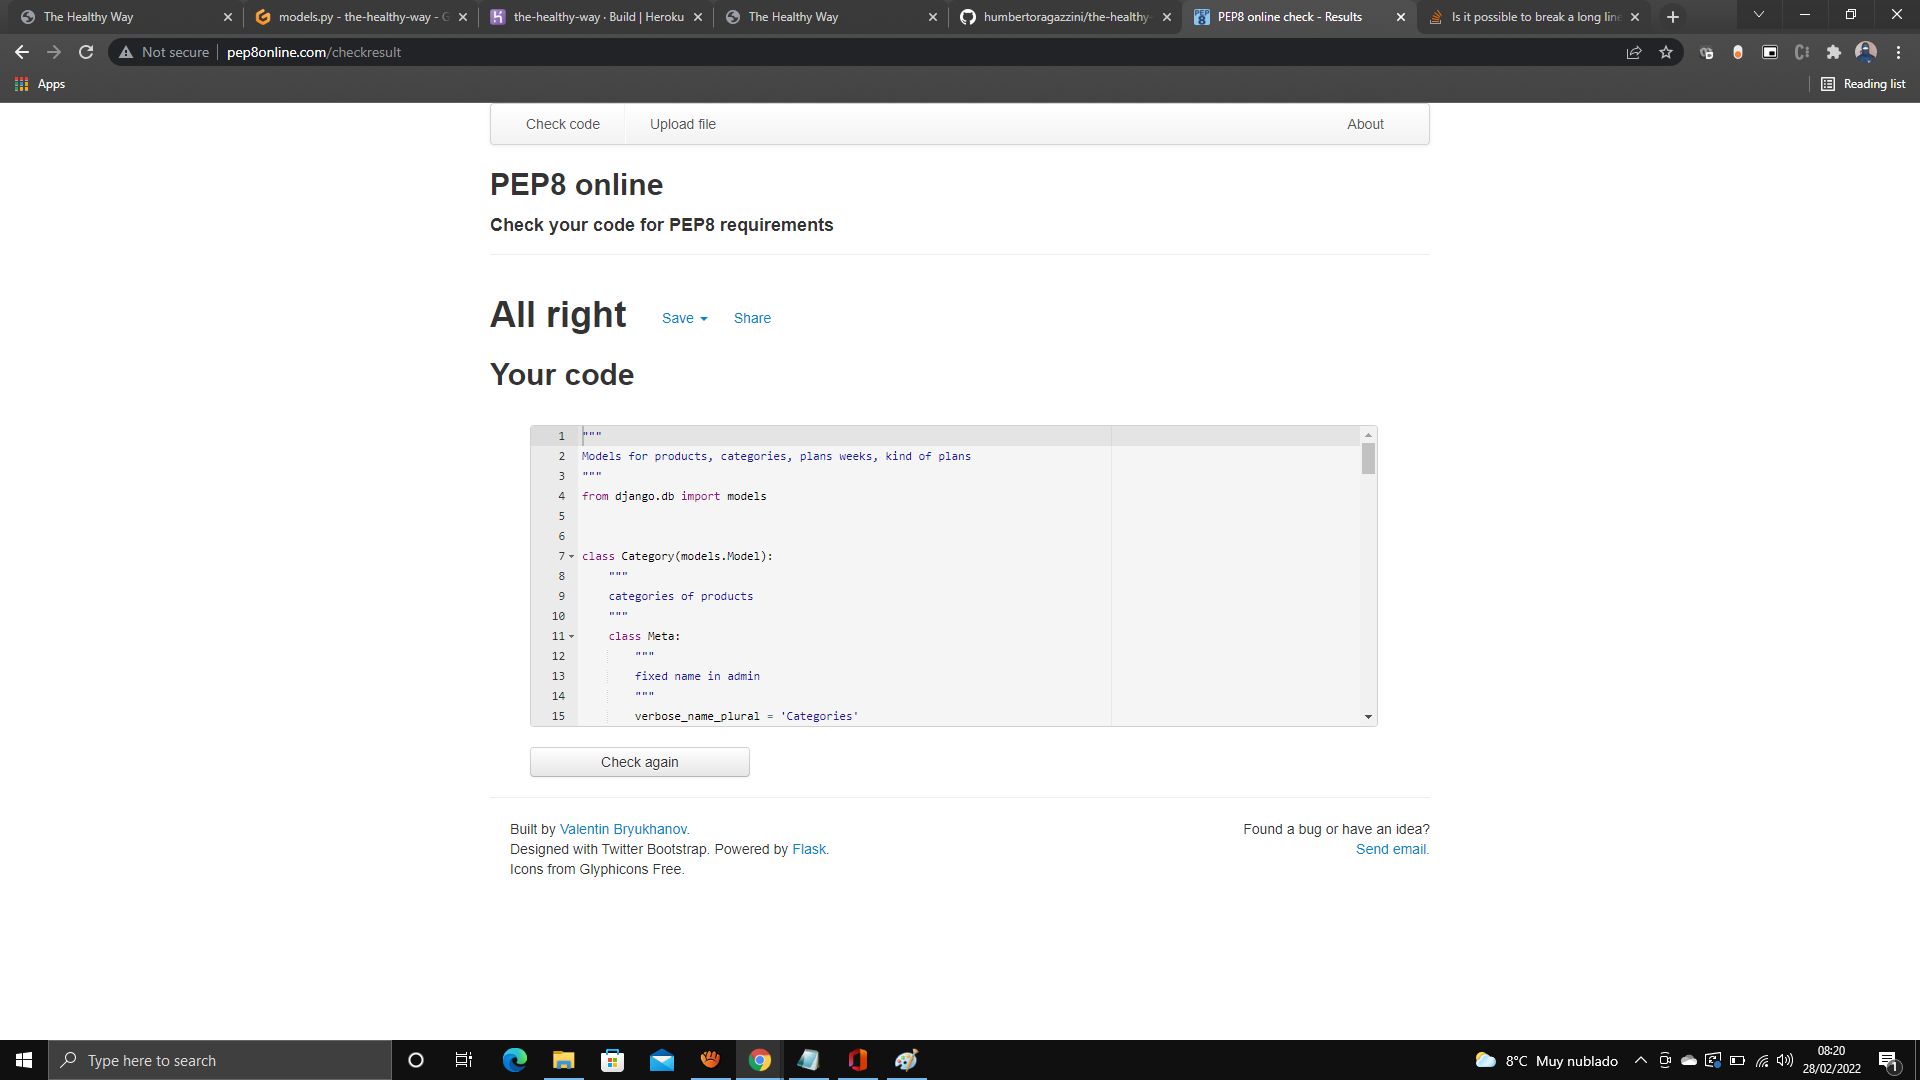 The Healthy Way
models.py - the-healthy-way - G
the-healthy-way · Build | Heroku
The Healthy Way
humbertoragazzini/the-healthy-
PEP8 online check - Results
Is it possible to break a long line
Not secure
pep8online.com/checkresult
Apps
Reading list
Check code
Upload file
About
PEP8 online
Check your code for PEP8 requirements
All right
Save
Share
Your code
1 """
2 Models for products, categories, plans weeks, kind of plans
3 """
4 from django.db import models
5
6
7 class Category(models.Model):
8 """
9 categories of products
10 """
11 class Meta:
12 """
13 fixed name in admin
14 """
15 verbose_name_plural = 'Categories'
Check again
Built by Valentin Bryukhanov.
Designed with Twitter Bootstrap. Powered by Flask.
Icons from Glyphicons Free.
Found a bug or have an idea?
Send email.
Type here to search
8°C Muy nublado
08:20
28/02/2022
1